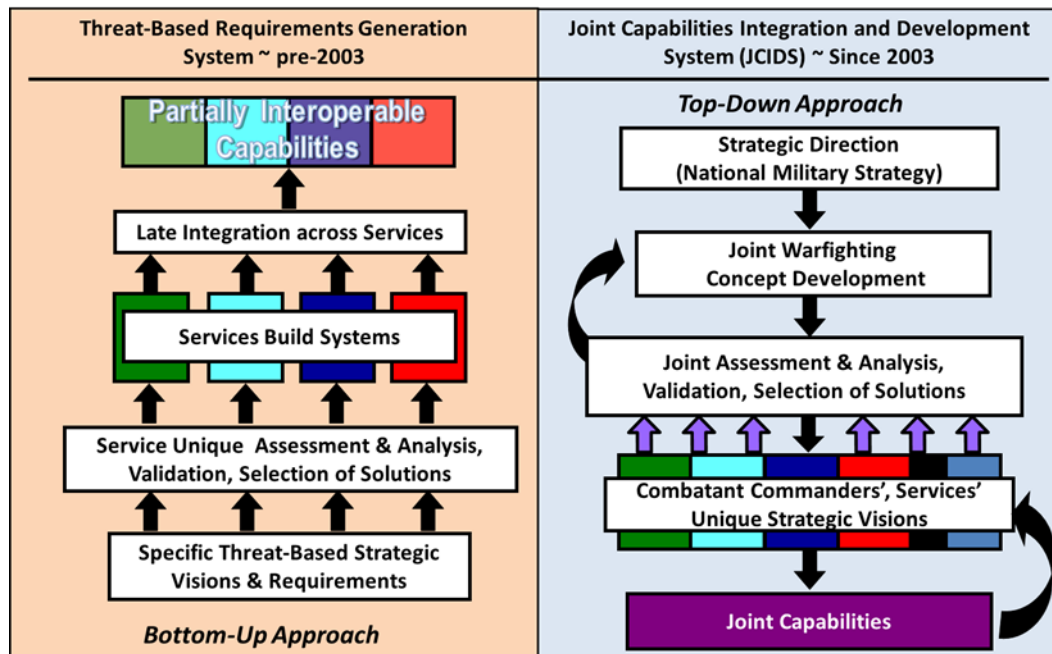 Threat-Based Requirements Generation
System ~ pre-2003
Partially Interoperable
Capabilities
Late Integration across Services
Services Build Systems
Service Unique Assessment & Analysis,
Validation, Selection of Solutions
Specific Threat-Based Strategic
Visions & Requirements
Bottom-Up Approach
Joint Capabilities Integration and Development
System (JCIDS) ~ Since 2003
Top-Down Approach
Strategic Direction
(National Military Strategy)
Joint Warfighting
Concept Development
Joint Assessment & Analysis,
Validation, Selection of Solutions
Combatant Commanders’, Services’
Unique Strategic Visions
Joint Capabilities